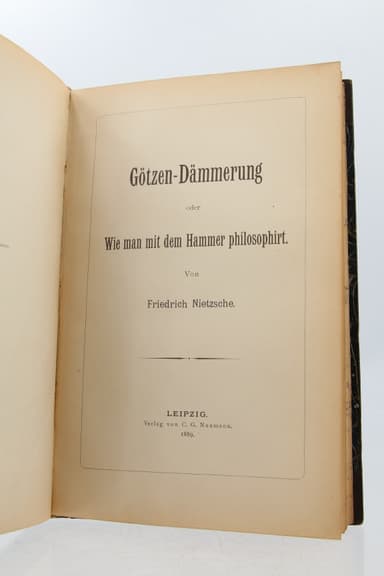 Götzen-Dämmerung
oder
Wie man mit dem Hammer philosophirt.
Von
Friedrich Nietzsche.
LEIPZIG.
Verlag von C. G. Naumann.
1889.